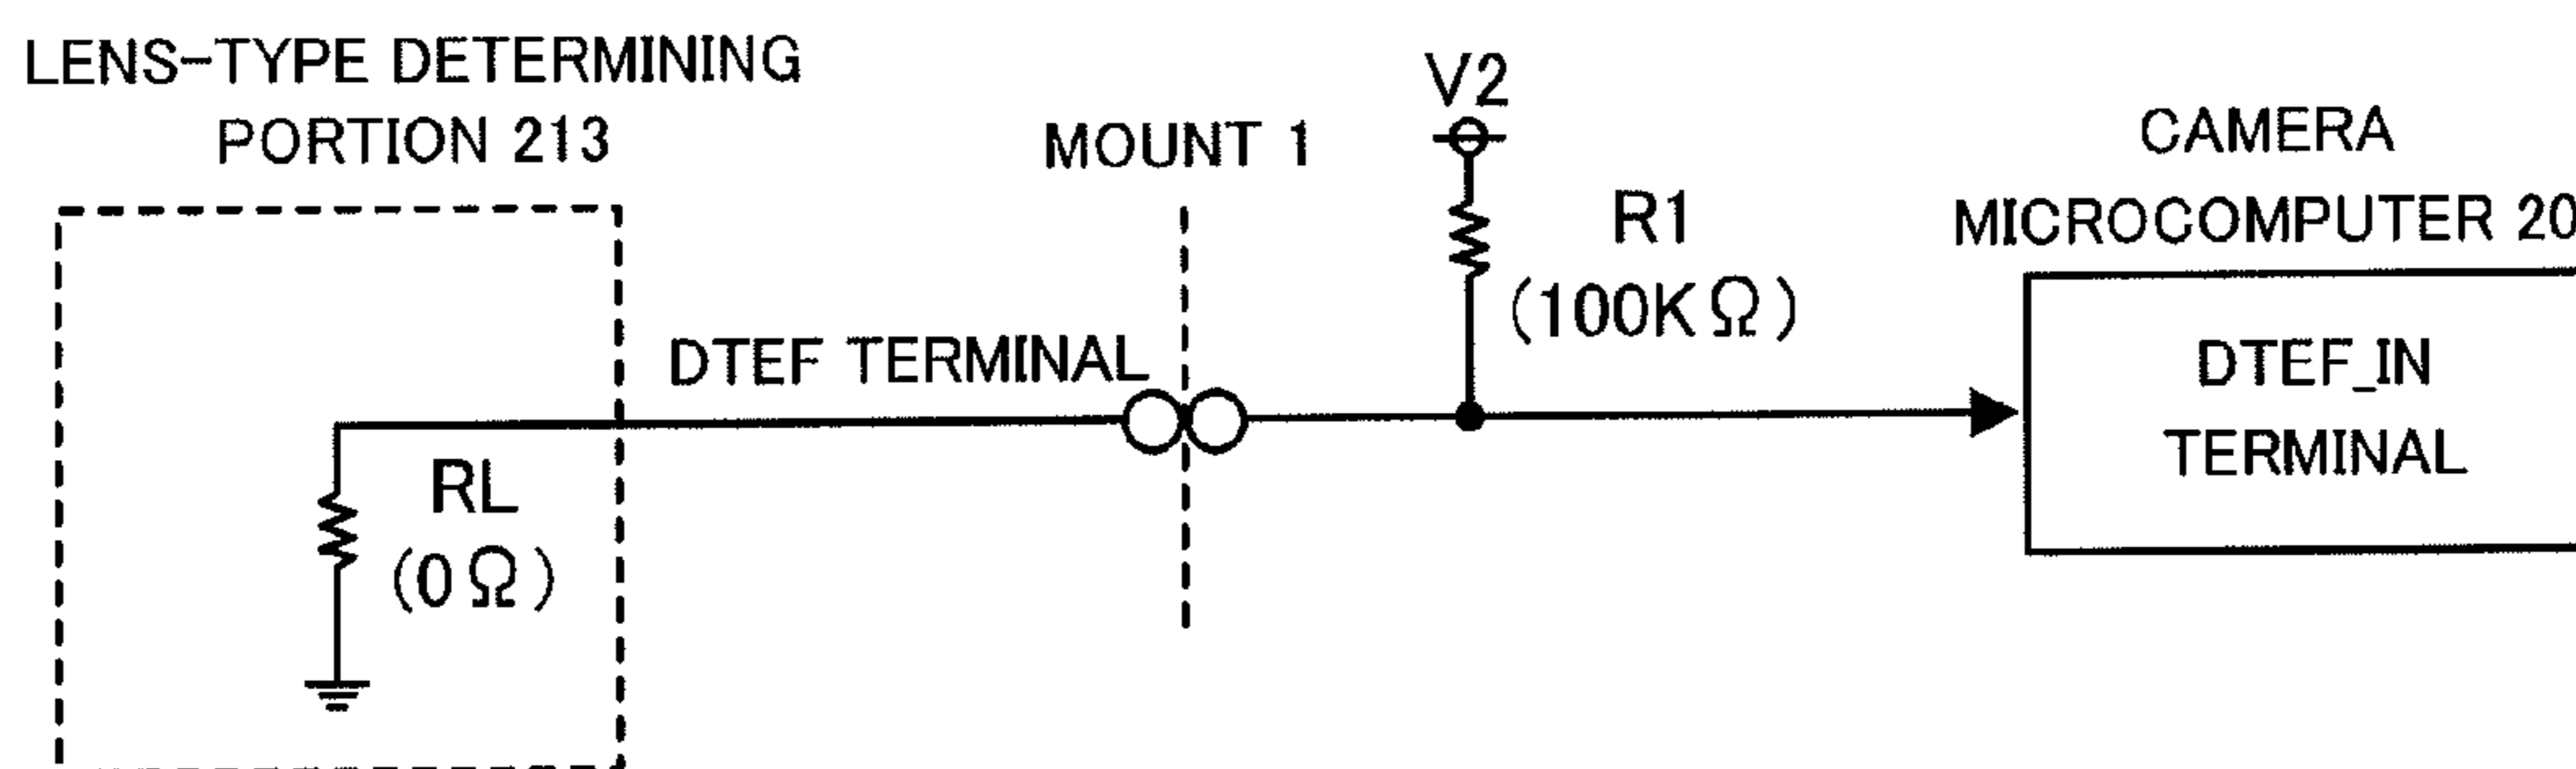 LENS-TYPE DETERMINING
PORTION 213
MOUNT 1
V2
R1
(100KΩ)
CAMERA
MICROCOMPUTER 20
DTEF TERMINAL
DTEF_IN
TERMINAL
RL
(0Ω)